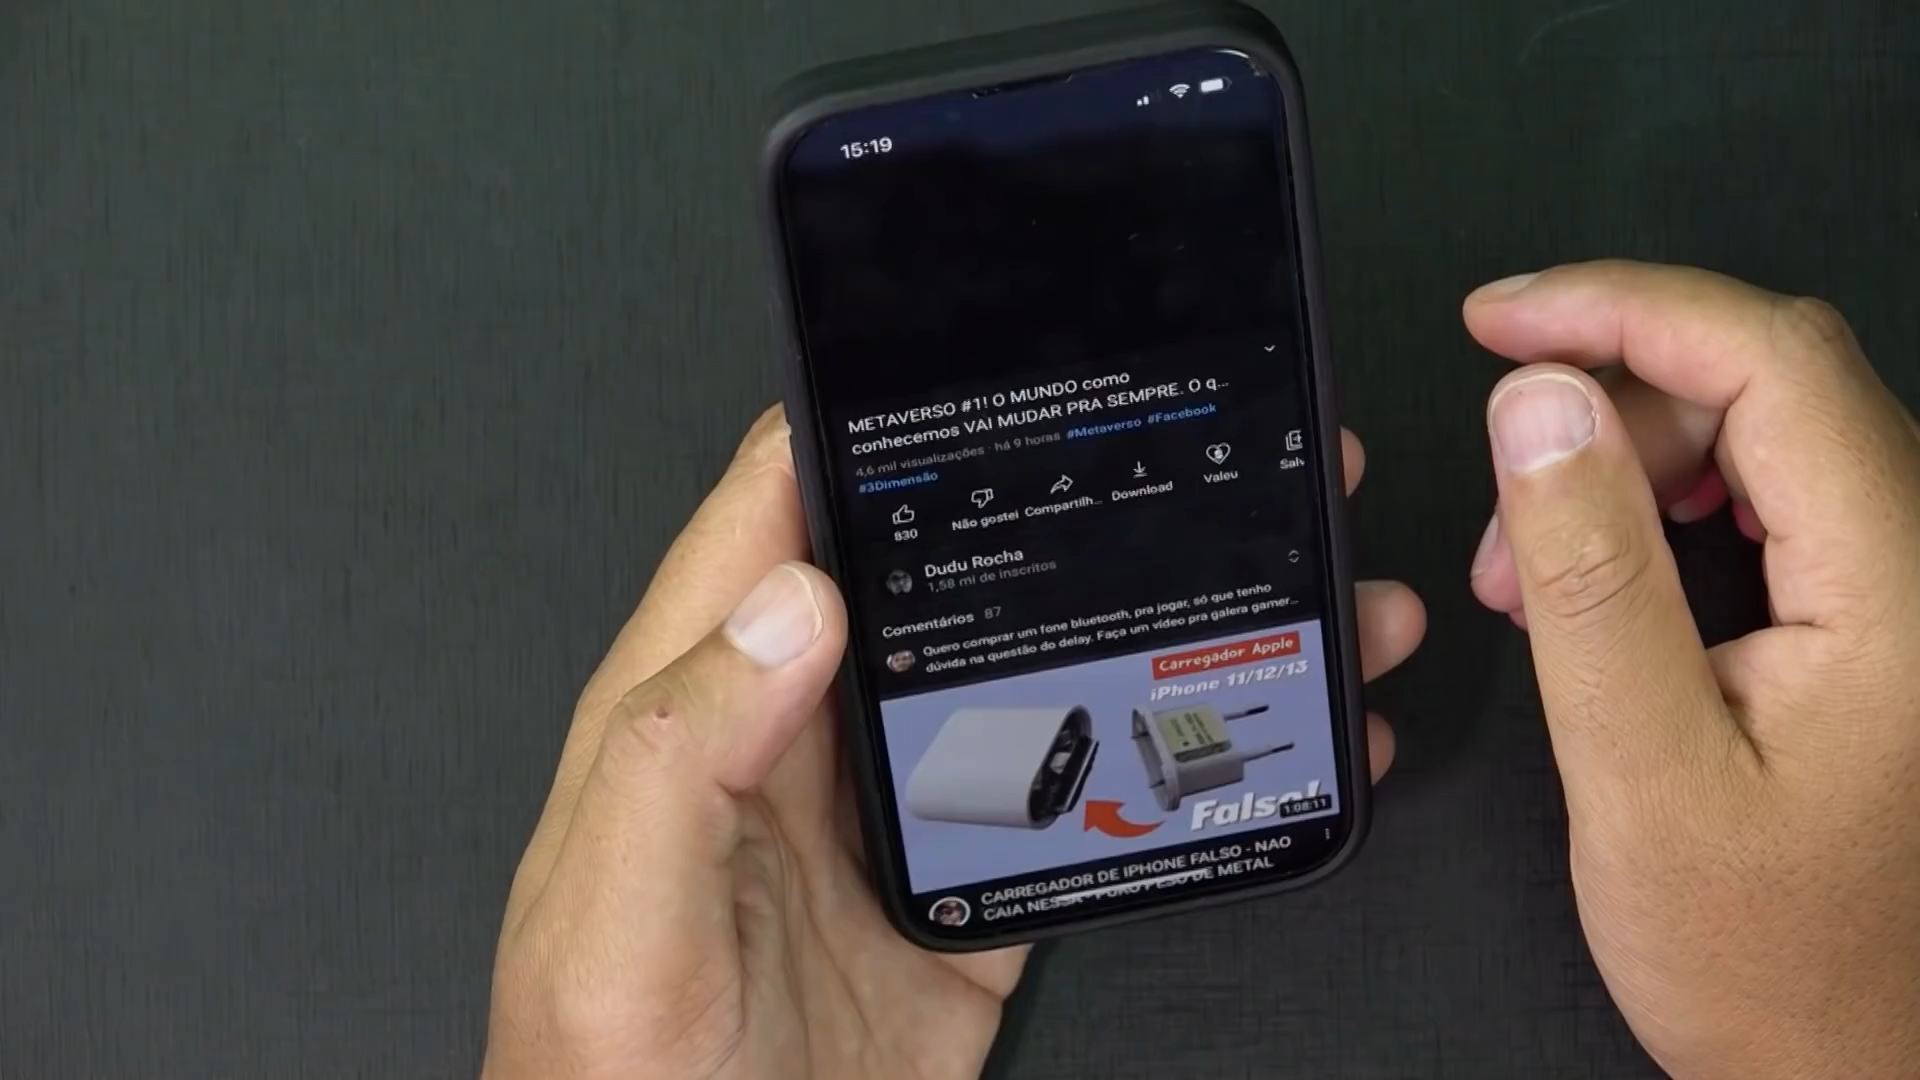 15:19
METAVERSO #1! O MUNDO como
conhecemos VAI MUDAR PRA SEMPRE. O q...
4,6 mil visualizações · há 9 horas #Metaverso #Facebook
#3Dimensão
830
Não gostei
Compartilh...
Download
Valeu
Salv
Dudu Rocha
1,58 mi de inscritos
Comentários 87
Quero comprar um fone bluetooth, pra jogar, só que tenho
dúvida na questão do delay. Faça um vídeo pra galera gamer...
Carregador Apple
iPhone 11/12/13
Falso!
1:08:11
CARREGADOR DE IPHONE FALSO - NAO
CAIA NESSA - PURO PESO DE METAL